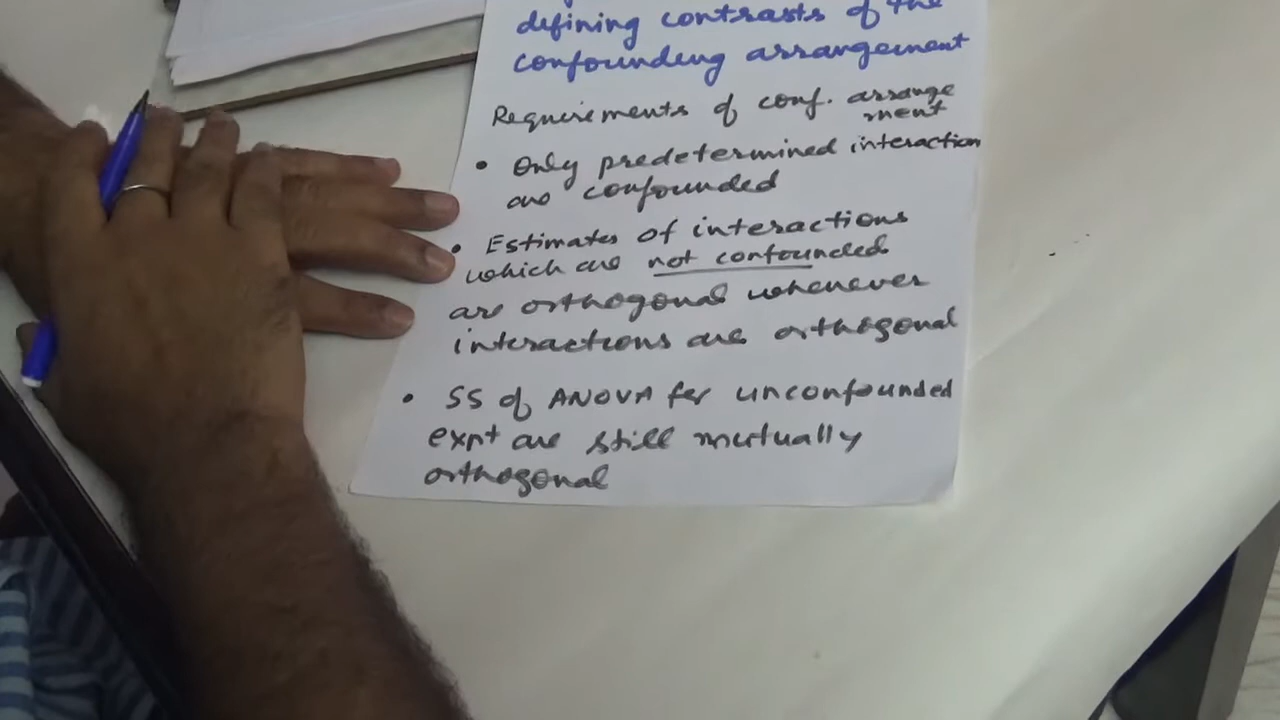 defining contrasts of the
confounding arrangement
Requirements of conf. arrange
ment
• Only predetermined interaction
are confounded
• Estimates of interactions
which are not confounded
are orthogonal whenever
interactions are orthogonal
• SS of ANOVA for unconfounded
expt are still mutually
orthogonal